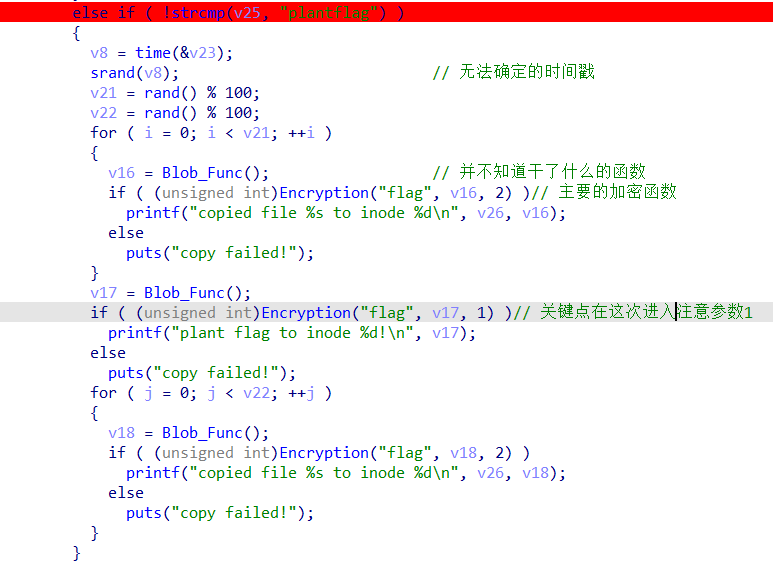 else if ( !strcmp(v25, "plantflag") )
{
v8 = time(&v23);
srand(v8); // 无法确定的时间戳
v21 = rand() % 100;
v22 = rand() % 100;
for ( i = 0; i < v21; ++i )
{
v16 = Blob_Func(); // 并不知道干了什么的函数
if ( (unsigned int)Encryption("flag", v16, 2) )// 主要的加密函数
printf("copied file %s to inode %d\n", v26, v16);
else
puts("copy failed!");
}
v17 = Blob_Func();
if ( (unsigned int)Encryption("flag", v17, 1) )// 关键点在这次进入注意参数1
printf("plant flag to inode %d!\n", v17);
else
puts("copy failed!");
for ( j = 0; j < v22; ++j )
{
v18 = Blob_Func();
if ( (unsigned int)Encryption("flag", v18, 2) )
printf("copied file %s to inode %d\n", v26, v18);
else
puts("copy failed!");
}
}